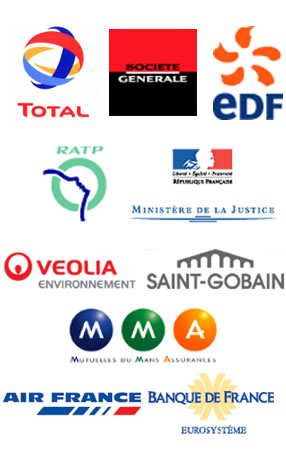 TOTAL
SOCIETE
GENERALE
eDF
RATP
Liberté • Égalité • Fraternité
RÉPUBLIQUE FRANÇAISE
MINISTÈRE DE LA JUSTICE
VEOLIA
ENVIRONNEMENT
SAINT-GOBAIN
MMA
MUTUELLES DU MANS ASSURANCES
AIR FRANCE
BANQUE DE FRANCE
EUROSYSTÈME